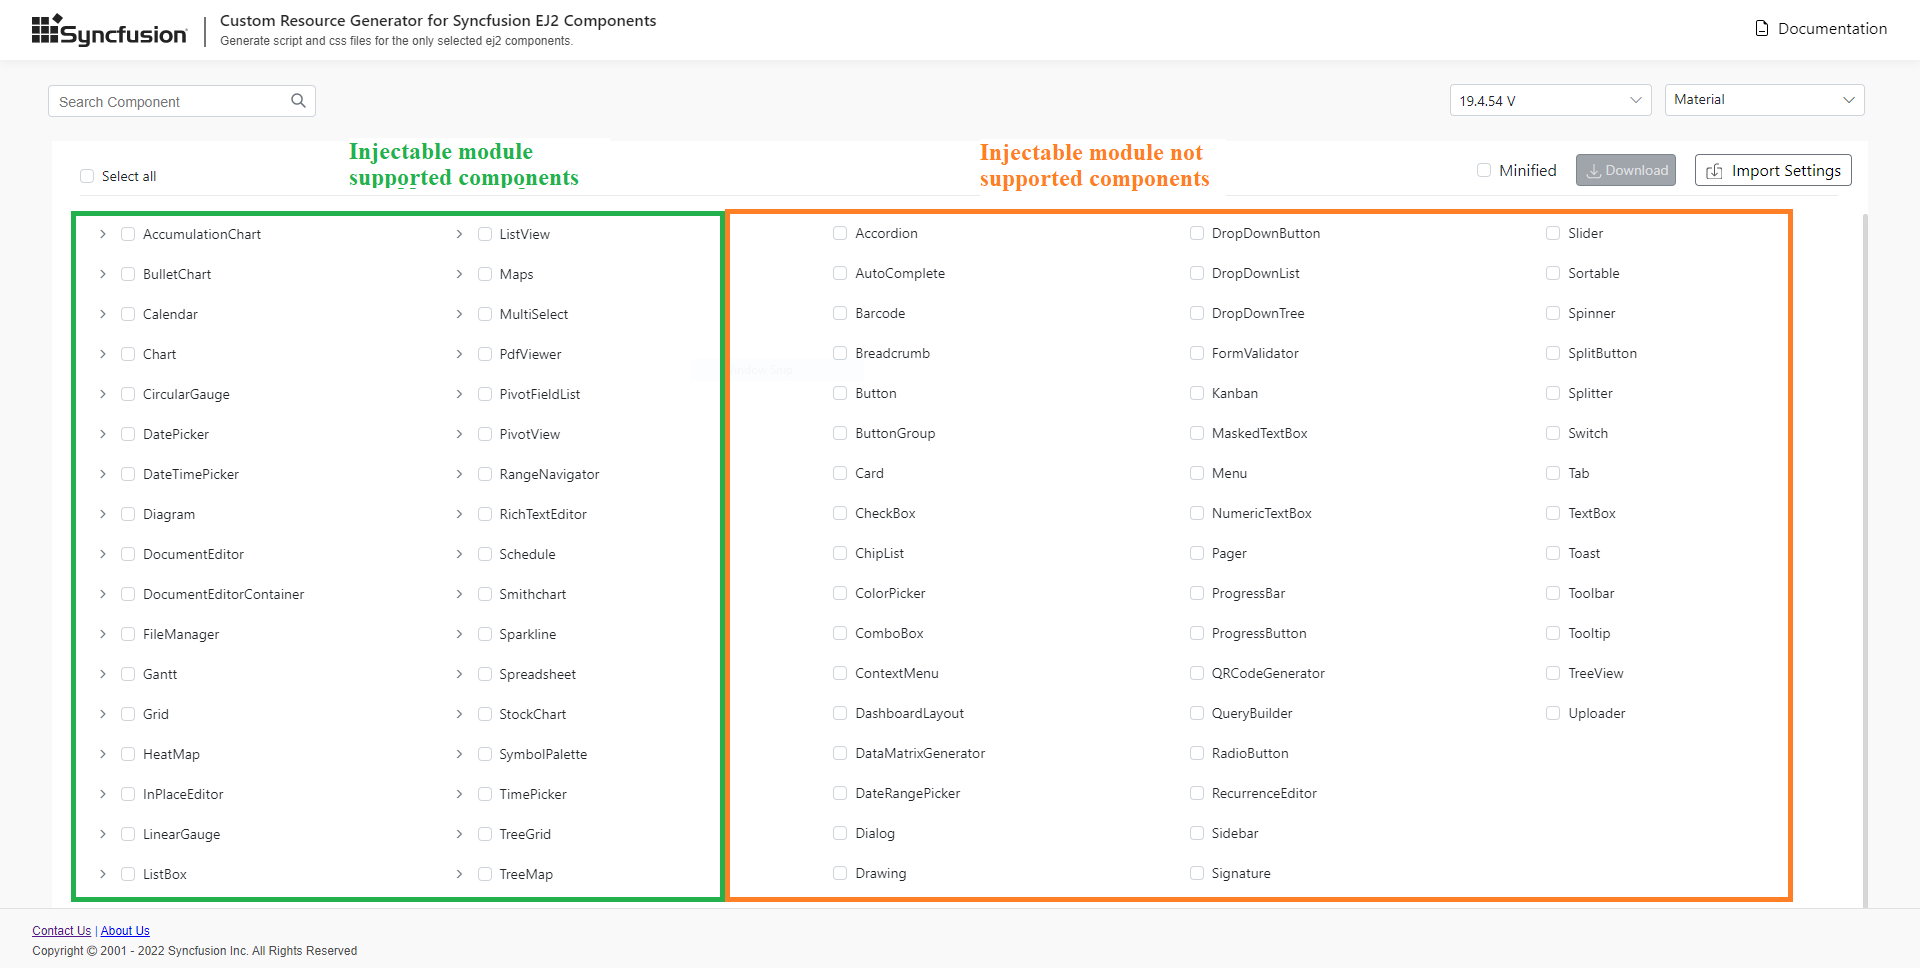 Syncfusion
Custom Resource Generator for Syncfusion EJ2 Components
Generate script and css files for the only selected ej2 components.
Documentation
Search Component
19.4.54 V
Material
Select all
Injectable module
supported components
Injectable module not
supported components
Minified
Download
Import Settings
AccumulationChart
BulletChart
Calendar
Chart
CircularGauge
DatePicker
DateTimePicker
Diagram
DocumentEditor
DocumentEditorContainer
FileManager
Gantt
Grid
HeatMap
InPlaceEditor
LinearGauge
ListBox
ListView
Maps
MultiSelect
PdfViewer
PivotFieldList
PivotView
RangeNavigator
RichTextEditor
Schedule
Smithchart
Sparkline
Spreadsheet
StockChart
SymbolPalette
TimePicker
TreeGrid
TreeMap
Accordion
AutoComplete
Barcode
Breadcrumb
Button
ButtonGroup
Card
CheckBox
ChipList
ColorPicker
ComboBox
ContextMenu
DashboardLayout
DataMatrixGenerator
DateRangePicker
Dialog
Drawing
DropDownButton
DropDownList
DropDownTree
FormValidator
Kanban
MaskedTextBox
Menu
NumericTextBox
Pager
ProgressBar
ProgressButton
QRCodeGenerator
QueryBuilder
RadioButton
RecurrenceEditor
Sidebar
Signature
Slider
Sortable
Spinner
SplitButton
Splitter
Switch
Tab
TextBox
Toast
Toolbar
Tooltip
TreeView
Uploader
Contact Us | About Us
Copyright © 2001 - 2022 Syncfusion Inc. All Rights Reserved